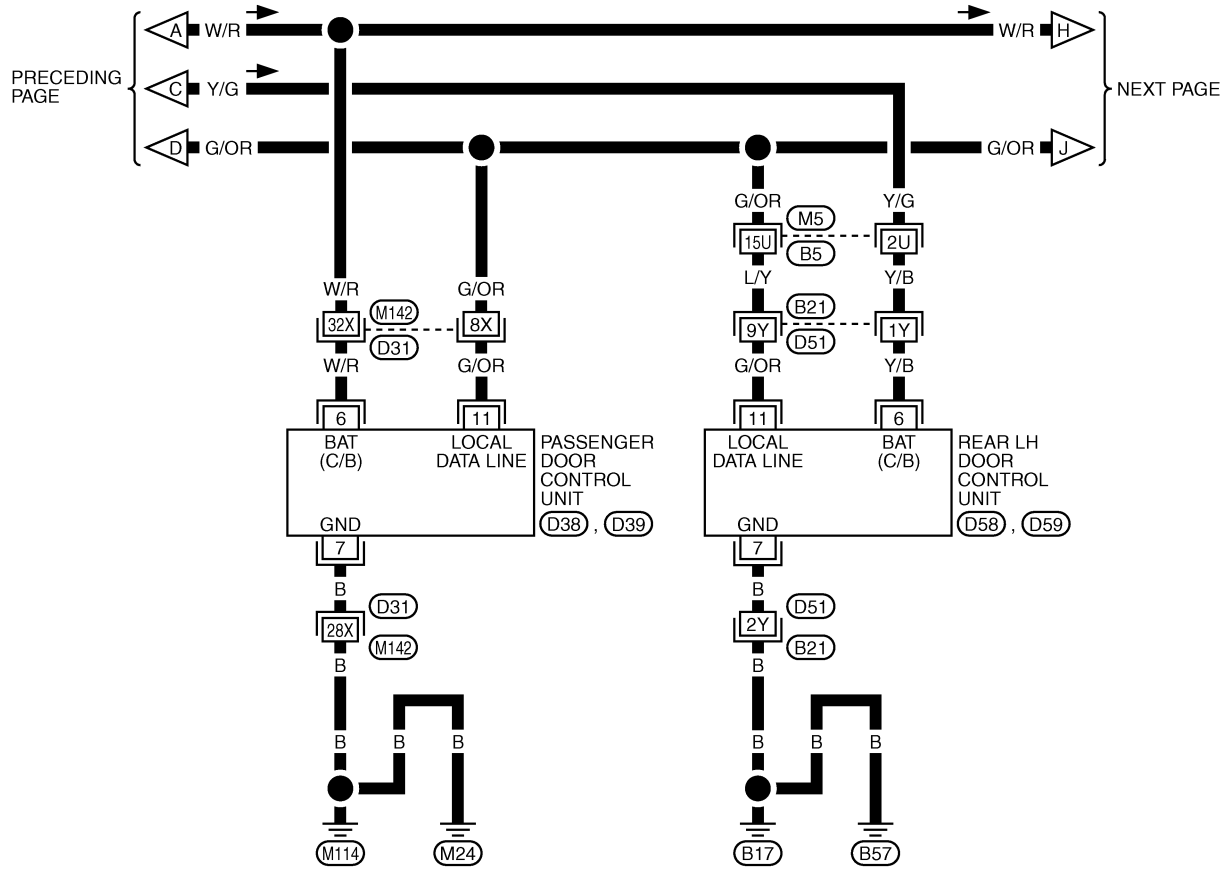 A W/R W/R H
PRECEDING
PAGE
C Y/G
NEXT PAGE
D G/OR G/OR J
G/OR Y/G
M5
15U 2U
B5
L/Y Y/B
W/R G/OR
B21
M142
32X 8X
9Y 1Y
D31
D51
W/R G/OR
G/OR Y/B
6 11
11 6
BAT
(C/B)
LOCAL
DATA LINE
PASSENGER
DOOR
CONTROL
UNIT
D38 , D39
LOCAL
DATA LINE
BAT
(C/B)
REAR LH
DOOR
CONTROL
UNIT
D58 , D59
GND
7
GND
7
B
B
D31
28X
M142
D51
2Y
B21
B
B
B B B
B B B
M114 M24
B17 B57